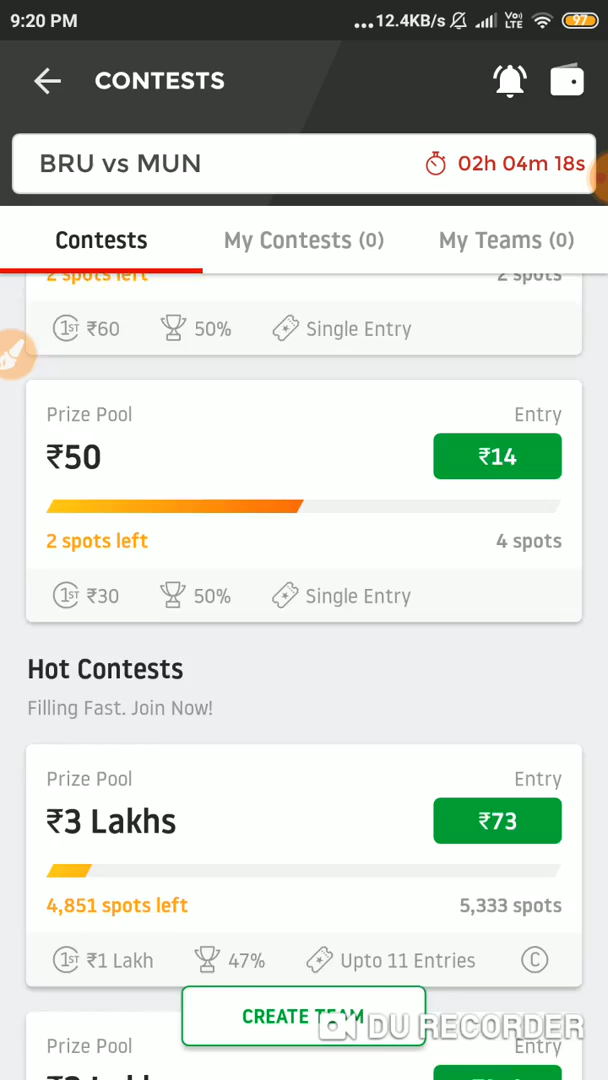 9:20 PM ...12.4KB/s Vo) LTE 97
CONTESTS
BRU vs MUN 02h 04m 18s
Contests My Contests (0) My Teams (0)
2 spots left 2 spots
1ST ₹60 50% Single Entry
Prize Pool Entry
₹50 ₹14
2 spots left 4 spots
1ST ₹30 50% Single Entry
Hot Contests
Filling Fast. Join Now!
Prize Pool Entry
₹3 Lakhs ₹73
4,851 spots left 5,333 spots
1ST ₹1 Lakh 47% Upto 11 Entries C
CREATE TEAM
DU RECORDER
Prize Pool Entry